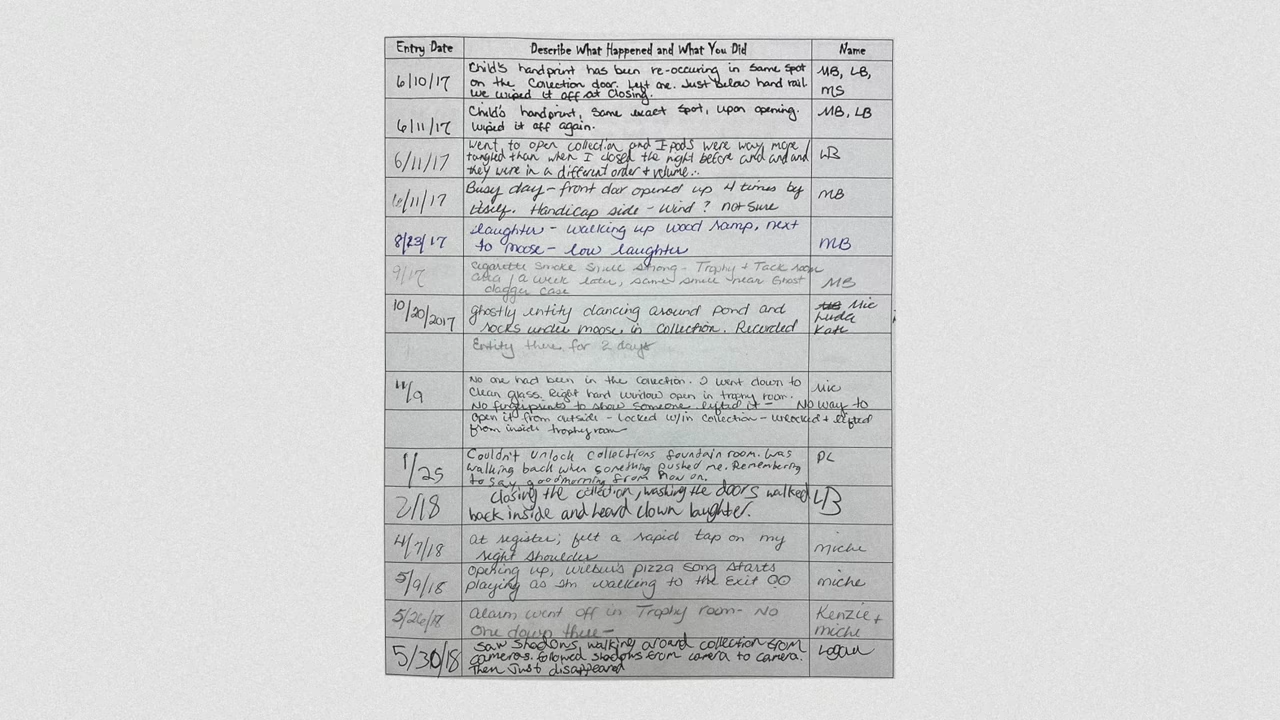 Entry Date Describe What Happened and What You Did Name
6/10/17 Child's handprint has been re-occuring in same spot MB, LB,
on the Collection door. Left one. Just below hand rail. MS
we wiped it off at closing.
6/11/17 Child's handprint, same exact spot, upon opening. MB, LB
wiped it off again.
6/11/17 went to open collection and Ipods were way more LB
tangled than when I closed the night before and and and
they were in a different order + volume..
6/11/17 Busy day - front door opened up 4 times by MB
itself. Handicap side - wind? not sure
8/23/17 Laughter - walking up wood ramp, next MB
to moose - low laughter
9/17 Cigarette smoke smell strong - Trophy + Tack room
area / a week later, same smell near Ghost MB
dagger case
10/20/2017 ghostly entity dancing around pond and Mic
rocks under moose, in collection. Recorded Luda
Kate
Entity there for 2 days
11/9 No one had been in the Collection. I went down to Mic
Clean glass. Right hand window open in trophy room.
No fingerprints to show someone lifted it - No way to
open it from outside - Locked w/in collection - unlocked + lifted
from inside trophy room
1/25 Couldn't unlock collections fountain room. Was PL
walking back when something pushed me. Remembering
to say good morning from now on.
2/18 closing the collection, washing the doors walked LB
back inside and heard clown laughter.
4/7/18 at register; felt a rapid tap on my miche
right shoulder
5/9/18 Opening up, Wilbur's pizza song starts miche
playing as I'm walking to the Exit
5/26/18 Alarm went off in Trophy room - No Kenzie +
One down there - miche
5/30/18 Saw shadows, walking around collection from Logan
cameras. followed shadows from camera to camera.
Then just disappeared